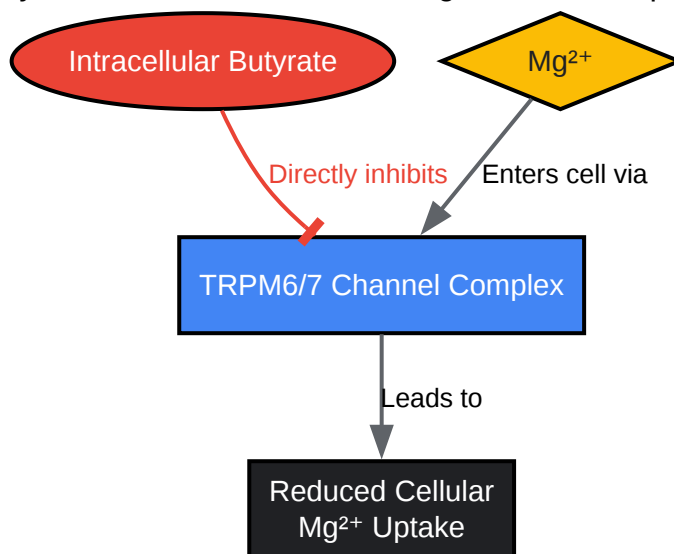 Intracellular Butyrate
Mg²⁺
Directly inhibits
Enters cell via
TRPM6/7 Channel Complex
Leads to
Reduced Cellular
Mg²⁺ Uptake